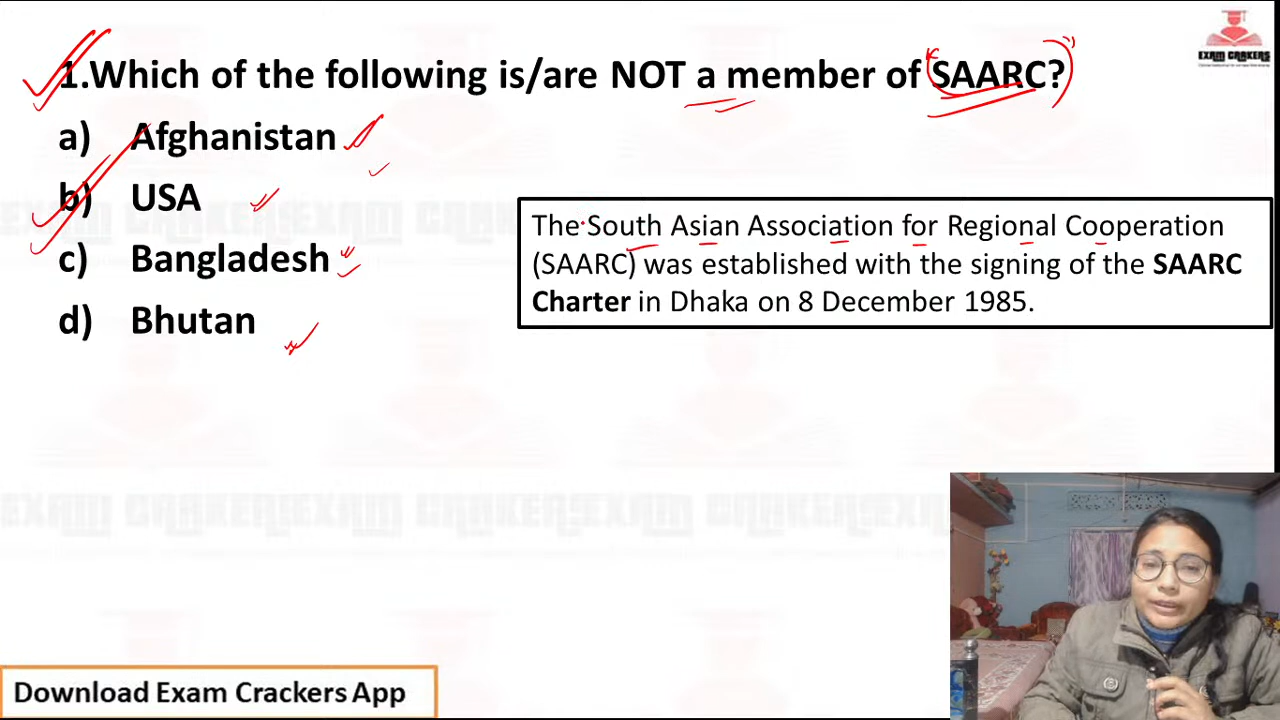 EXAM CRAKERS
1.Which of the following is/are NOT a member of SAARC?
a) Afghanistan
b) USA
c) Bangladesh
d) Bhutan
The South Asian Association for Regional Cooperation
(SAARC) was established with the signing of the SAARC
Charter in Dhaka on 8 December 1985.
Download Exam Crackers App